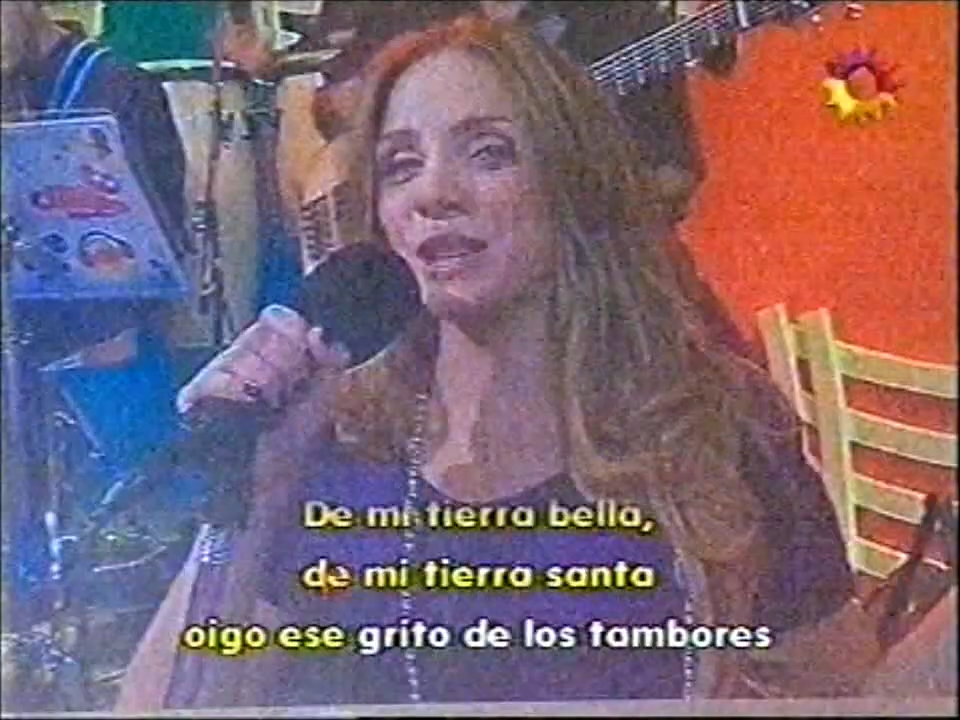 De mi tierra bella,
de mi tierra santa
oigo ese grito de los tambores